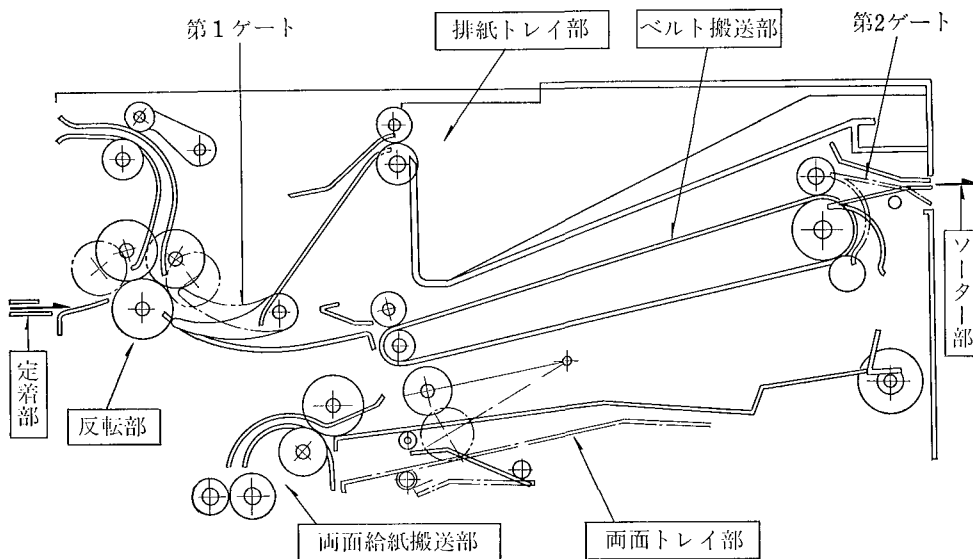 第1ゲート
排紙トレイ部
ベルト搬送部
第2ゲート
ソーター部
定着部
反転部
両面給紙搬送部
両面トレイ部